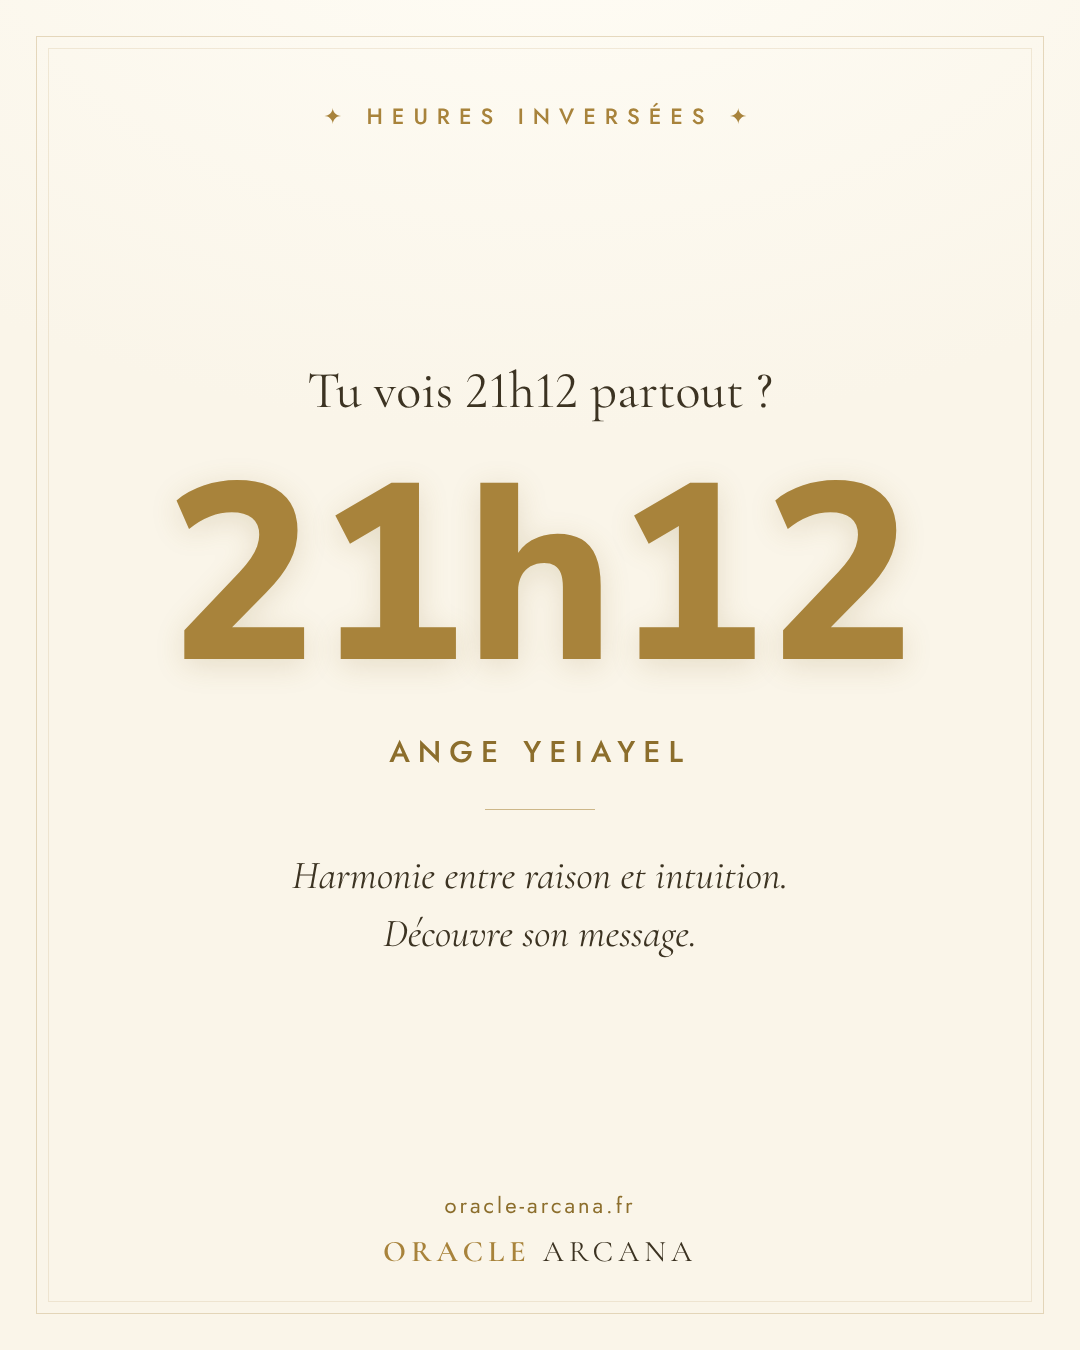 ✦ HEURES INVERSÉES ✦
Tu vois 21h12 partout ?
21h12
ANGE YEIAYEL
Harmonie entre raison et intuition.
Découvre son message.
oracle-arcana.fr
ORACLE ARCANA